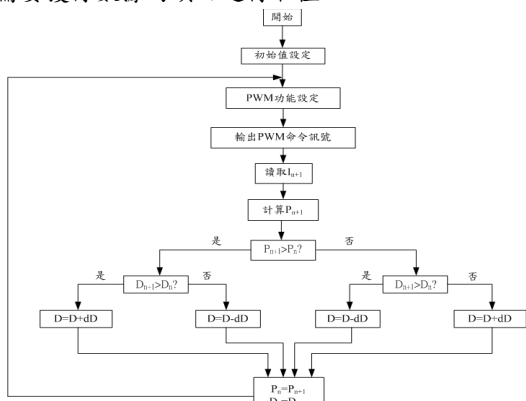 開始
初始值設定
PWM功能設定
輸出PWM命令訊號
讀取Iₙ₊₁
計算Pₙ₊₁
Pₙ₊₁>Pₙ?
是
否
Dₙ₊₁>Dₙ?
是
否
Dₙ₊₁>Dₙ?
是
否
D=D+dD
D=D-dD
D=D-dD
D=D+dD
Pₙ=Pₙ₊₁